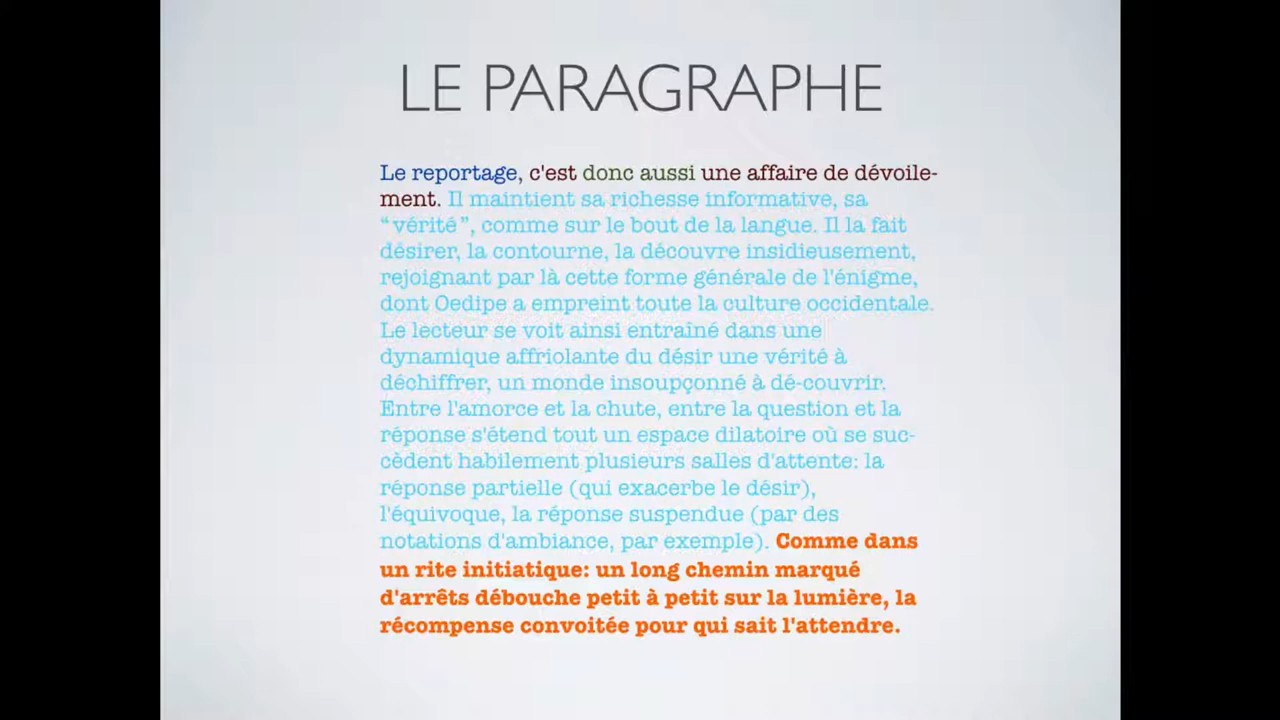 LE PARAGRAPHE
Le reportage, c'est donc aussi une affaire de dévoile-
ment. Il maintient sa richesse informative, sa
“vérité”, comme sur le bout de la langue. Il la fait
désirer, la contourne, la découvre insidieusement,
rejoignant par là cette forme générale de l'énigme,
dont Oedipe a empreint toute la culture occidentale.
Le lecteur se voit ainsi entraîné dans une
dynamique affriolante du désir une vérité à
déchiffrer, un monde insoupçonné à dé-couvrir.
Entre l'amorce et la chute, entre la question et la
réponse s'étend tout un espace dilatoire où se suc-
cèdent habilement plusieurs salles d'attente: la
réponse partielle (qui exacerbe le désir),
l'équivoque, la réponse suspendue (par des
notations d'ambiance, par exemple). Comme dans
un rite initiatique: un long chemin marqué
d'arrêts débouche petit à petit sur la lumière, la
récompense convoitée pour qui sait l'attendre.